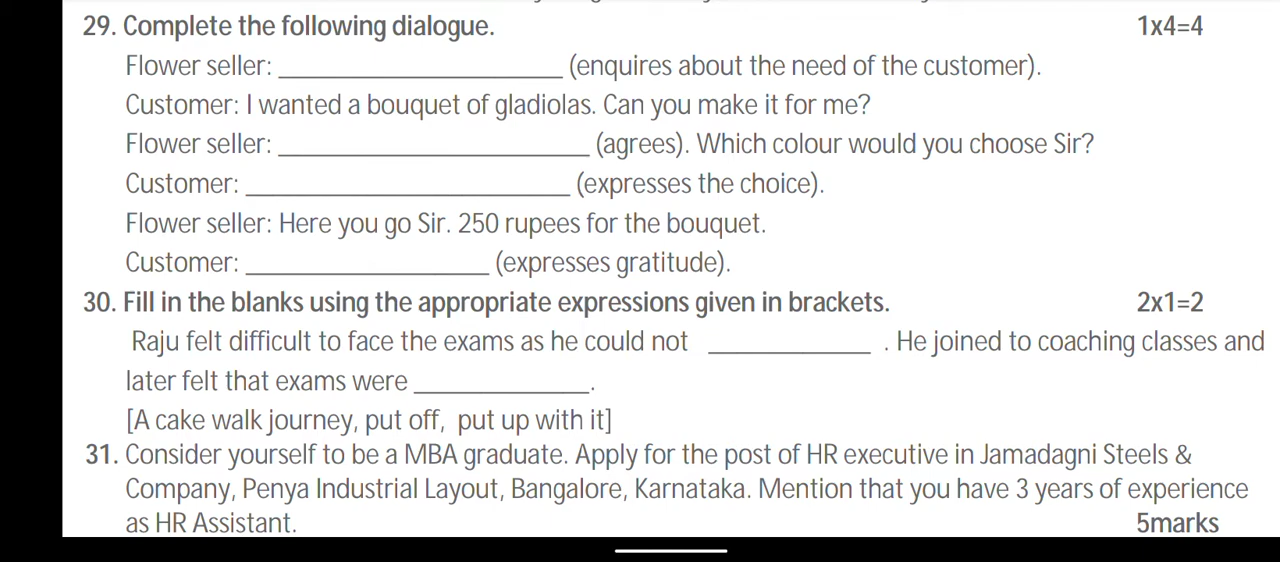 29. Complete the following dialogue. 1x4=4
Flower seller: ____________________ (enquires about the need of the customer).
Customer: I wanted a bouquet of gladiolas. Can you make it for me?
Flower seller: ______________________ (agrees). Which colour would you choose Sir?
Customer: _______________________ (expresses the choice).
Flower seller: Here you go Sir. 250 rupees for the bouquet.
Customer: _________________ (expresses gratitude).
30. Fill in the blanks using the appropriate expressions given in brackets. 2x1=2
Raju felt difficult to face the exams as he could not ____________ . He joined to coaching classes and
later felt that exams were _____________.
[A cake walk journey, put off, put up with it]
31. Consider yourself to be a MBA graduate. Apply for the post of HR executive in Jamadagni Steels &
Company, Penya Industrial Layout, Bangalore, Karnataka. Mention that you have 3 years of experience
as HR Assistant. 5marks